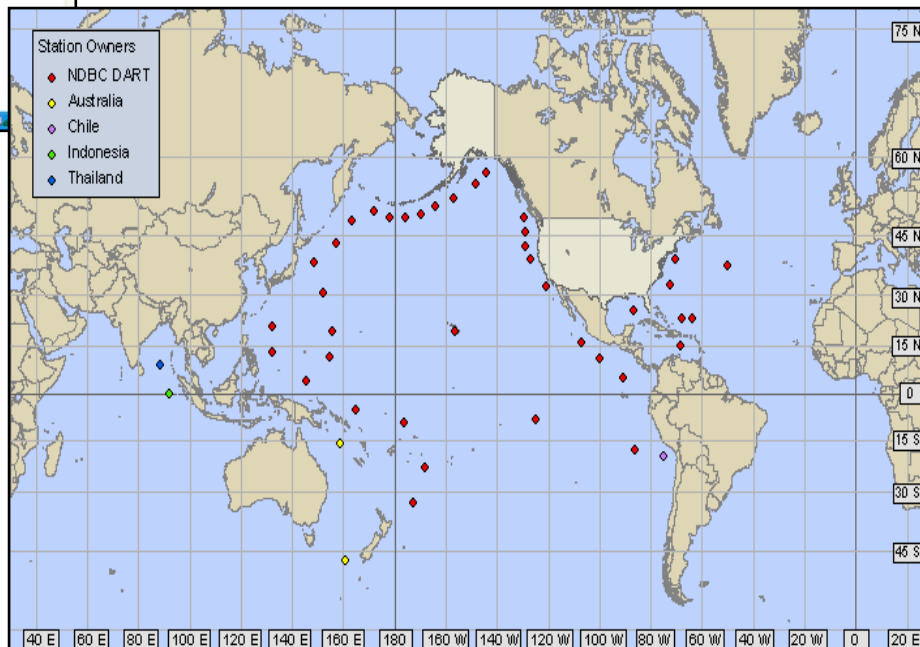 Station Owners
NDBC DART
Australia
Chile
Indonesia
Thailand
75 N
60 N
45 N
30 N
15 N
0
15 S
30 S
45 S
40 E
60 E
80 E
100 E
120 E
140 E
160 E
180
160 W
140 W
120 W
100 W
80 W
60 W
40 W
20 W
0
20 E